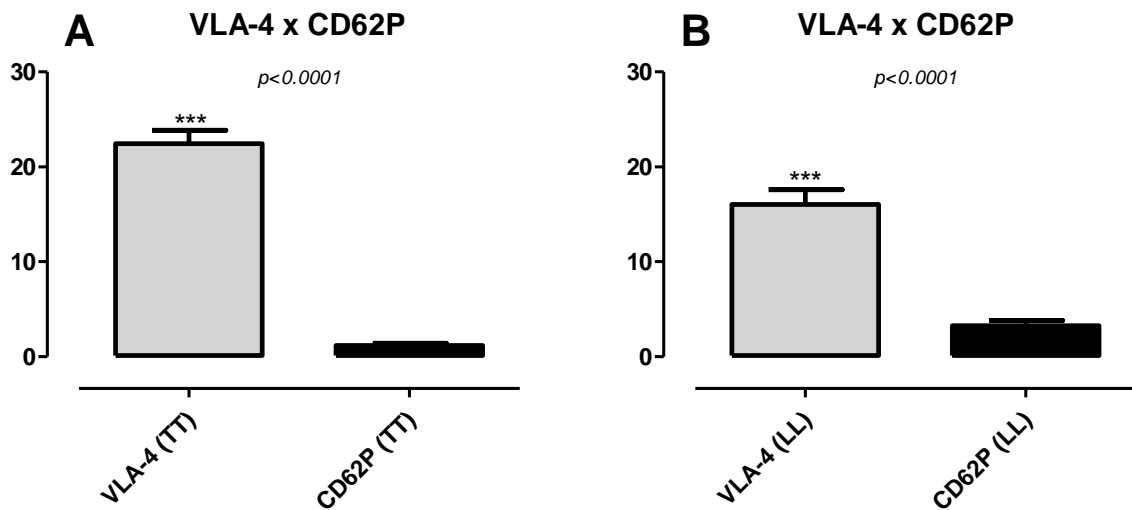 A
VLA-4 x CD62P
p<0.0001
30
20
10
0
***
VLA-4 (TT)
CD62P (TT)
B
VLA-4 x CD62P
p<0.0001
30
20
10
0
***
VLA-4 (LL)
CD62P (LL)